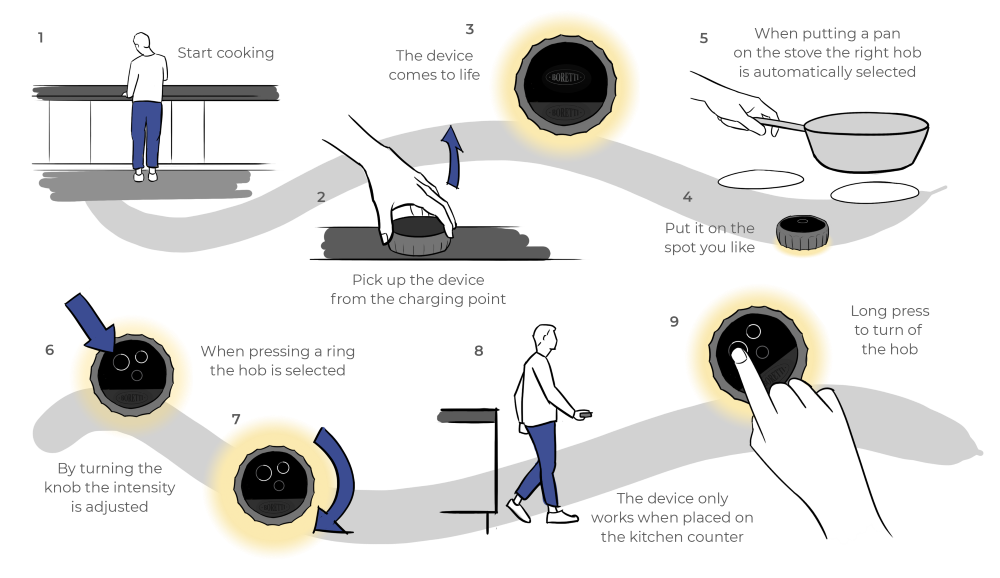 1
Start cooking
2
Pick up the device
from the charging point
3
The device
comes to life
BORETTI
BORETTI
4
Put it on the
spot you like
5
When putting a pan
on the stove the right hob
is automatically selected
6
When pressing a ring
the hob is selected
BORETTI
7
By turning the
knob the intensity
is adjusted
BORETTI
8
The device only
works when placed on
the kitchen counter
9
Long press
to turn of
the hob